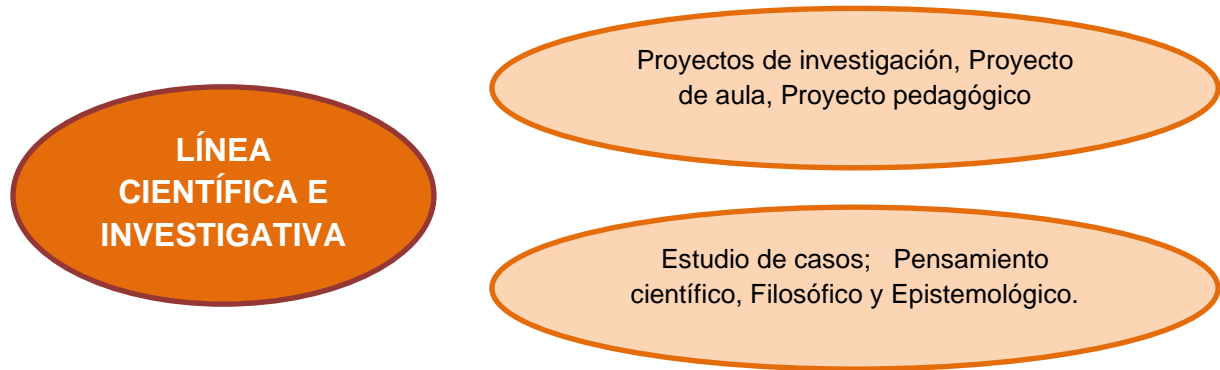 LÍNEA
CIENTÍFICA E
INVESTIGATIVA
Proyectos de investigación, Proyecto
de aula, Proyecto pedagógico
Estudio de casos;   Pensamiento
científico, Filosófico y Epistemológico.